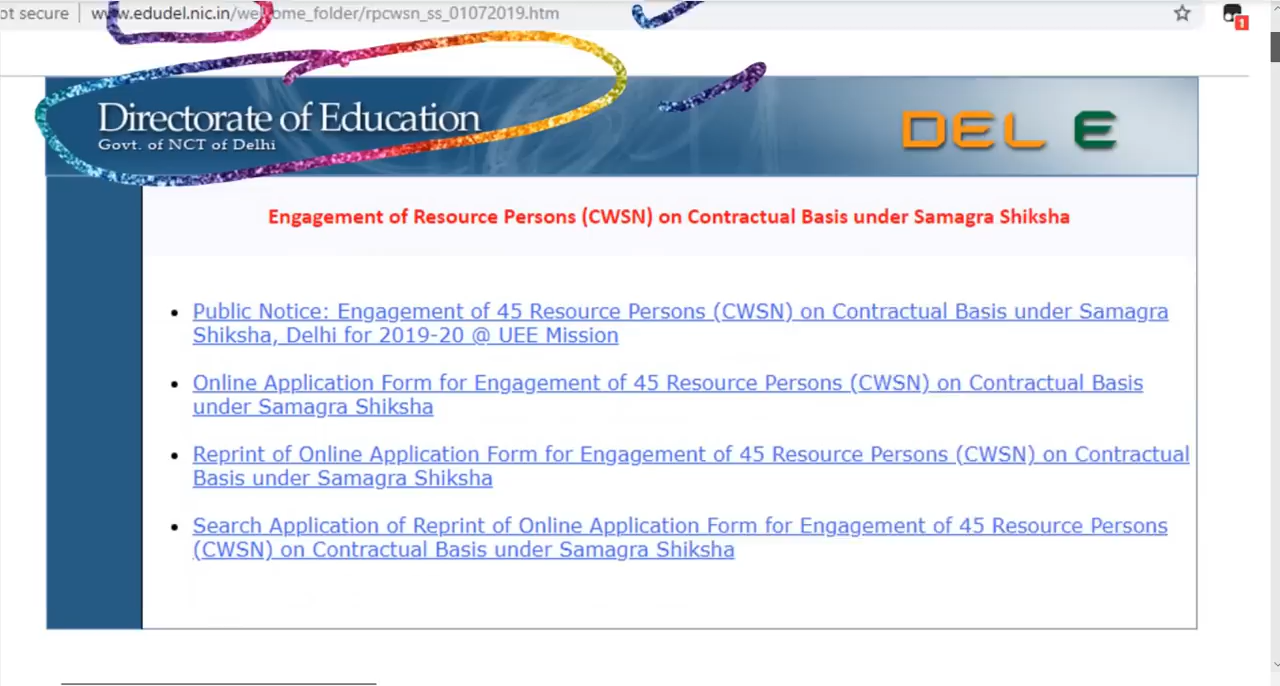 ot secure | www.edudel.nic.in/welcome_folder/rpcwsn_ss_01072019.htm
1
Directorate of Education
Govt. of NCT of Delhi
DEL E
Engagement of Resource Persons (CWSN) on Contractual Basis under Samagra Shiksha
Public Notice: Engagement of 45 Resource Persons (CWSN) on Contractual Basis under Samagra
Shiksha, Delhi for 2019-20 @ UEE Mission
Online Application Form for Engagement of 45 Resource Persons (CWSN) on Contractual Basis
under Samagra Shiksha
Reprint of Online Application Form for Engagement of 45 Resource Persons (CWSN) on Contractual
Basis under Samagra Shiksha
Search Application of Reprint of Online Application Form for Engagement of 45 Resource Persons
(CWSN) on Contractual Basis under Samagra Shiksha